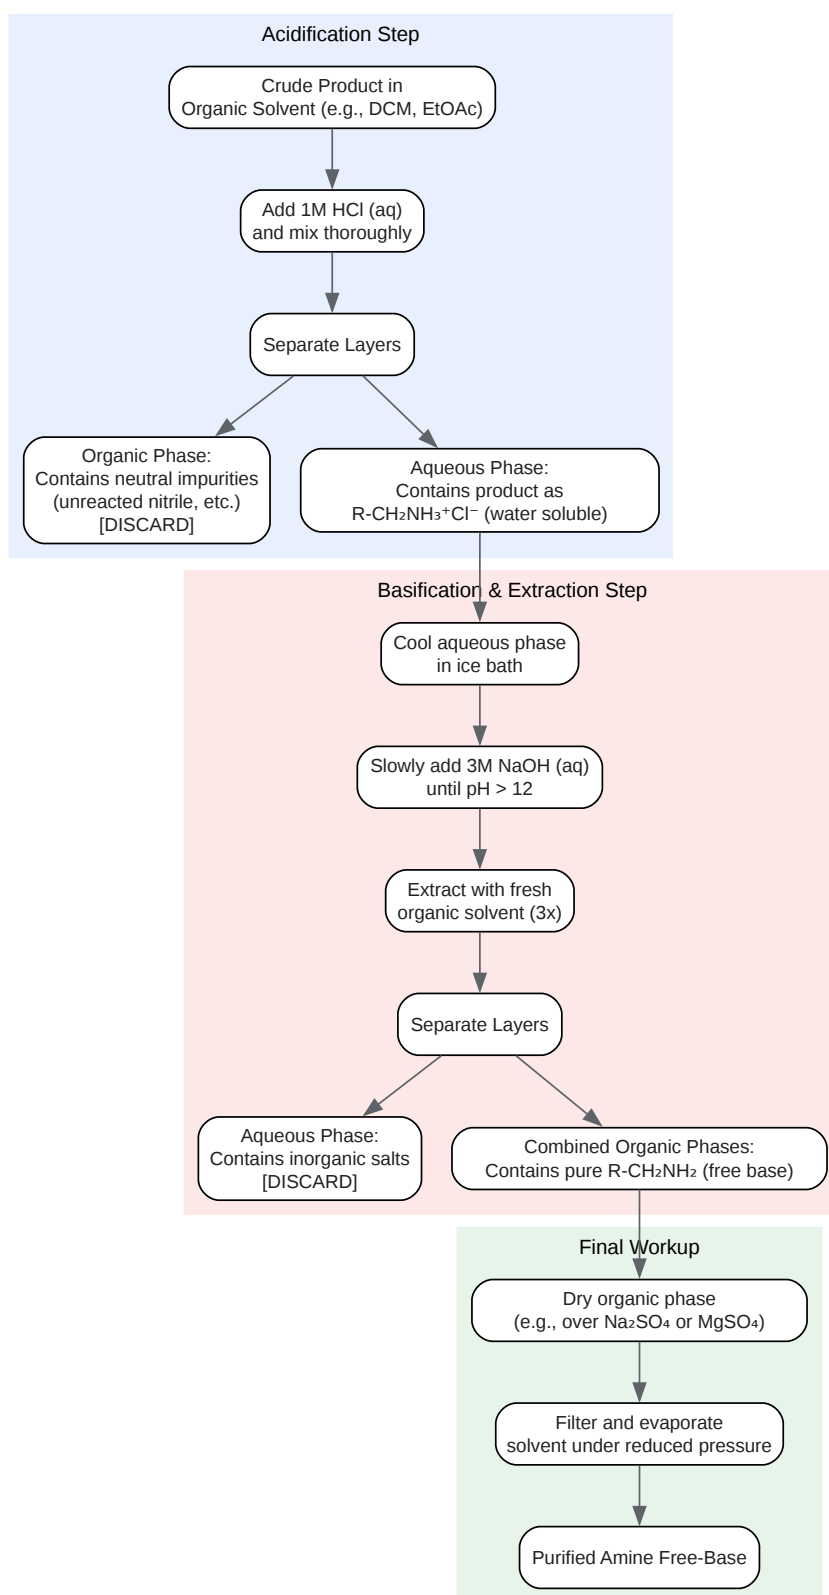 Acidification Step
Crude Product in
Organic Solvent (e.g., DCM, EtOAc)
Add 1M HCl (aq)
and mix thoroughly
Separate Layers
Organic Phase:
Contains neutral impurities
(unreacted nitrile, etc.)
[DISCARD]
Aqueous Phase:
Contains product as
R-CH₂NH₃⁺Cl⁻ (water soluble)
Basification & Extraction Step
Cool aqueous phase
in ice bath
Slowly add 3M NaOH (aq)
until pH > 12
Extract with fresh
organic solvent (3x)
Separate Layers
Aqueous Phase:
Contains inorganic salts
[DISCARD]
Combined Organic Phases:
Contains pure R-CH₂NH₂ (free base)
Final Workup
Dry organic phase
(e.g., over Na₂SO₄ or MgSO₄)
Filter and evaporate
solvent under reduced pressure
Purified Amine Free-Base